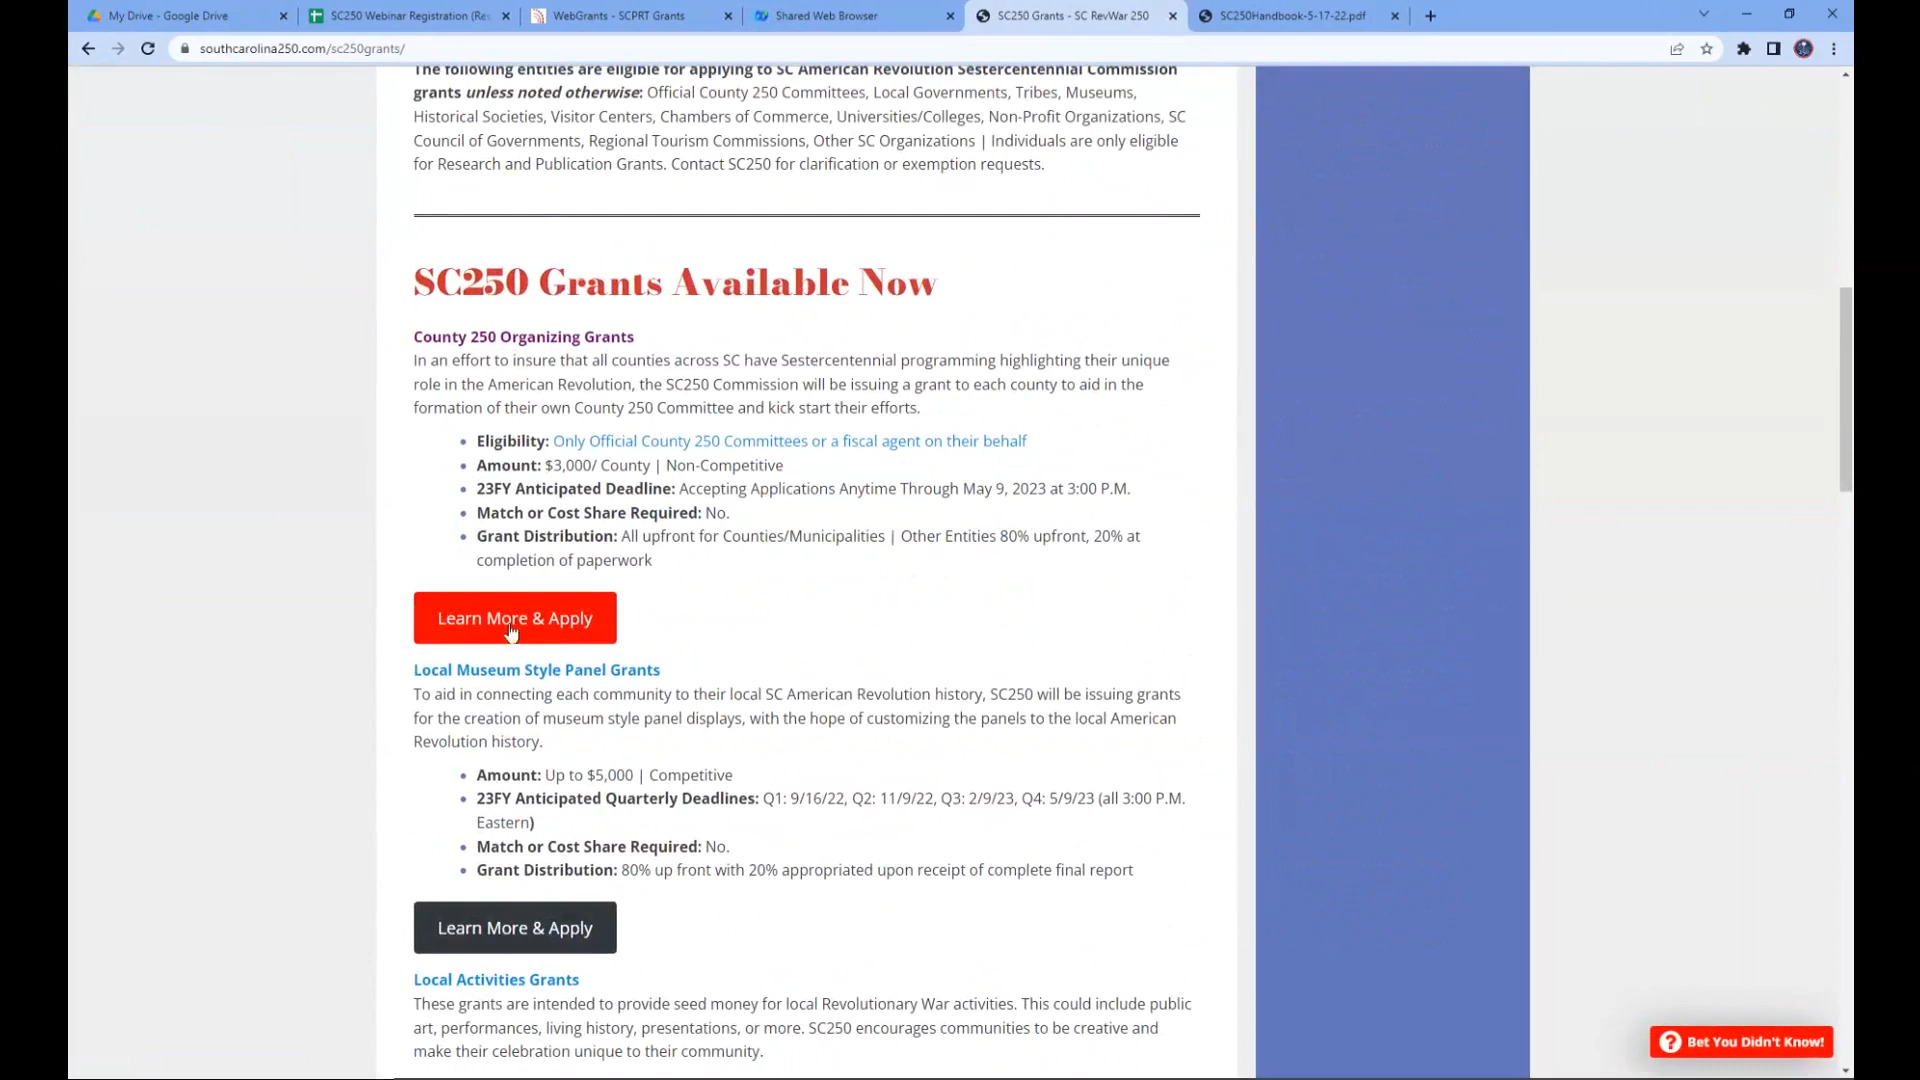 My Drive - Google Drive
SC250 Webinar Registration (Res
WebGrants - SCPRT Grants
Shared Web Browser
SC250 Grants - SC RevWar 250
SC250Handbook-5-17-22.pdf
southcarolina250.com/sc250grants/
The following entities are eligible for applying to SC American Revolution Sestercentennial Commission
grants unless noted otherwise: Official County 250 Committees, Local Governments, Tribes, Museums,
Historical Societies, Visitor Centers, Chambers of Commerce, Universities/Colleges, Non-Profit Organizations, SC
Council of Governments, Regional Tourism Commissions, Other SC Organizations | Individuals are only eligible
for Research and Publication Grants. Contact SC250 for clarification or exemption requests.
SC250 Grants Available Now
County 250 Organizing Grants
In an effort to insure that all counties across SC have Sestercentennial programming highlighting their unique
role in the American Revolution, the SC250 Commission will be issuing a grant to each county to aid in the
formation of their own County 250 Committee and kick start their efforts.
• Eligibility: Only Official County 250 Committees or a fiscal agent on their behalf
• Amount: $3,000/ County | Non-Competitive
• 23FY Anticipated Deadline: Accepting Applications Anytime Through May 9, 2023 at 3:00 P.M.
• Match or Cost Share Required: No.
• Grant Distribution: All upfront for Counties/Municipalities | Other Entities 80% upfront, 20% at
completion of paperwork
Learn More & Apply
Local Museum Style Panel Grants
To aid in connecting each community to their local SC American Revolution history, SC250 will be issuing grants
for the creation of museum style panel displays, with the hope of customizing the panels to the local American
Revolution history.
• Amount: Up to $5,000 | Competitive
• 23FY Anticipated Quarterly Deadlines: Q1: 9/16/22, Q2: 11/9/22, Q3: 2/9/23, Q4: 5/9/23 (all 3:00 P.M.
Eastern)
• Match or Cost Share Required: No.
• Grant Distribution: 80% up front with 20% appropriated upon receipt of complete final report
Learn More & Apply
Local Activities Grants
These grants are intended to provide seed money for local Revolutionary War activities. This could include public
art, performances, living history, presentations, or more. SC250 encourages communities to be creative and
make their celebration unique to their community.
? Bet You Didn't Know!